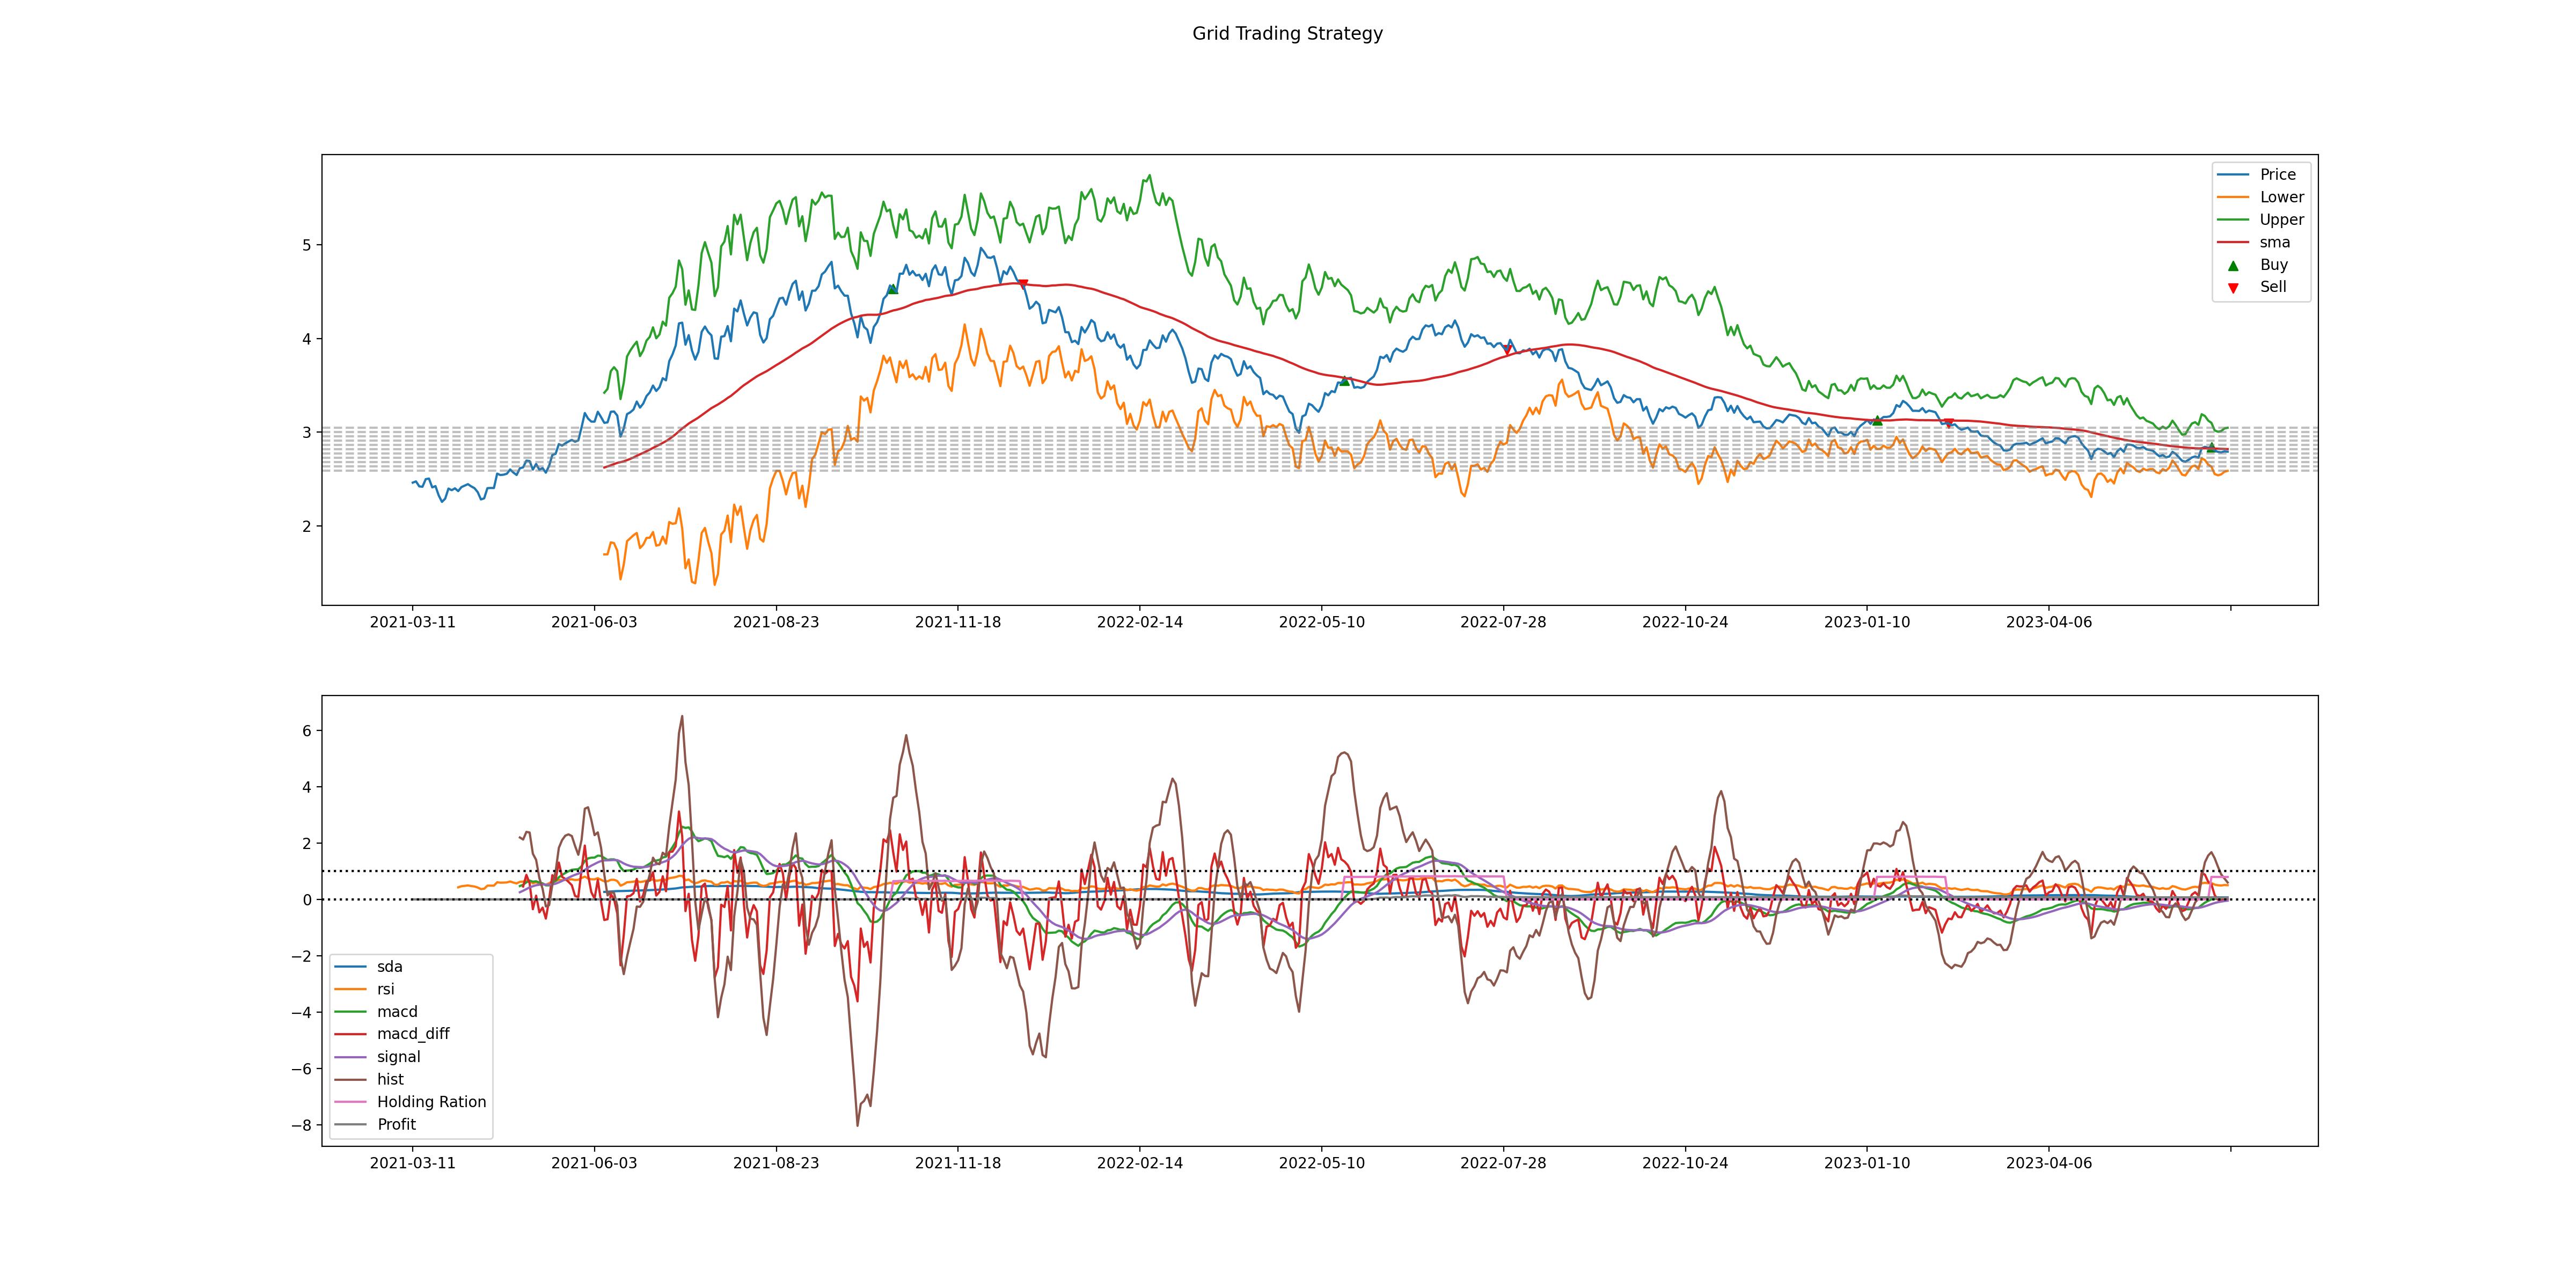 Grid Trading Strategy
Price
Lower
Upper
sma
Buy
Sell
5
4
3
2
2021-03-11 2021-06-03 2021-08-23 2021-11-18 2022-02-14 2022-05-10 2022-07-28 2022-10-24 2023-01-10 2023-04-06
6
4
2
0
−2
−4
−6
−8
sda
rsi
macd
macd_diff
signal
hist
Holding Ration
Profit
2021-03-11 2021-06-03 2021-08-23 2021-11-18 2022-02-14 2022-05-10 2022-07-28 2022-10-24 2023-01-10 2023-04-06